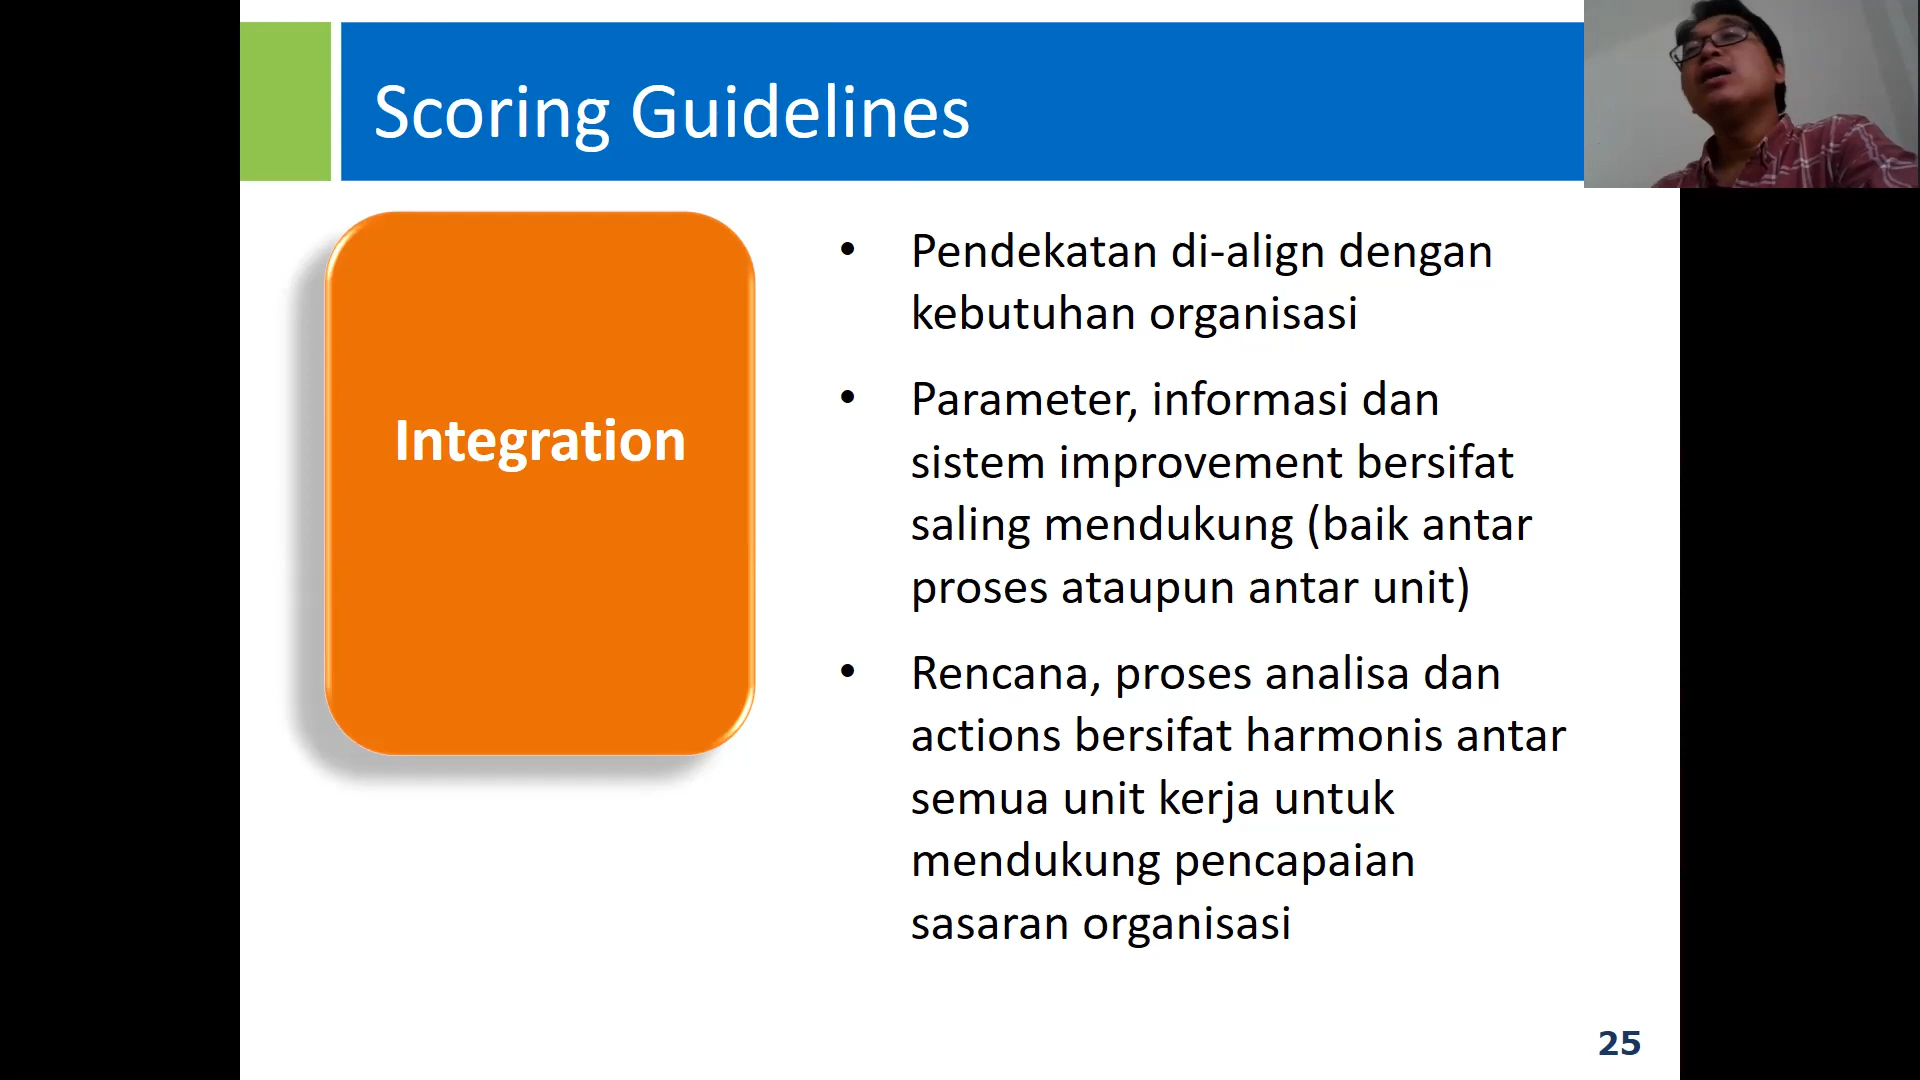 Scoring Guidelines
Integration
• Pendekatan di-align dengan
kebutuhan organisasi
• Parameter, informasi dan
sistem improvement bersifat
saling mendukung (baik antar
proses ataupun antar unit)
• Rencana, proses analisa dan
actions bersifat harmonis antar
semua unit kerja untuk
mendukung pencapaian
sasaran organisasi
25